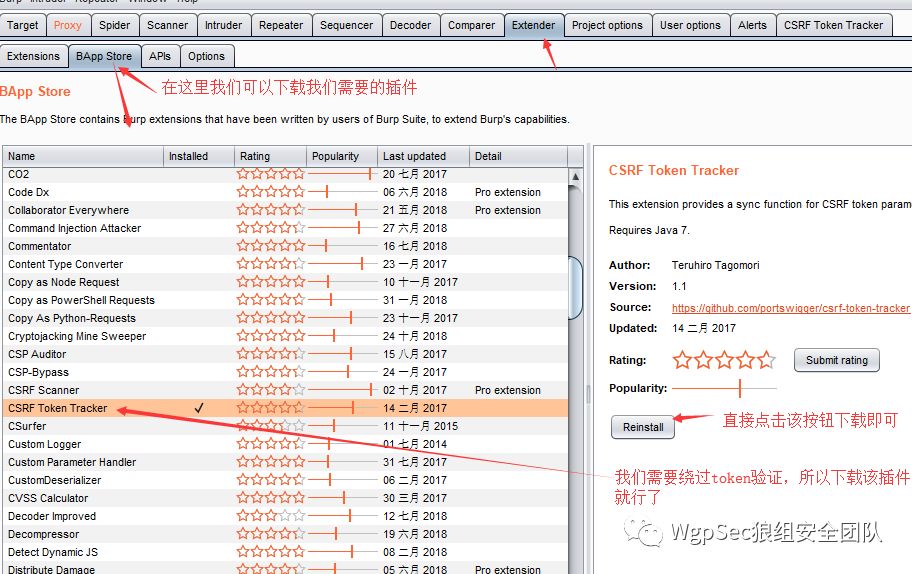 Target Proxy Spider Scanner Intruder Repeater Sequencer Decoder Comparer Extender Project options User options Alerts CSRF Token Tracker
Extensions BApp Store APIs Options
在这里我们可以下载我们需要的插件
BApp Store
The BApp Store contains Burp extensions that have been written by users of Burp Suite, to extend Burp's capabilities.
Name Installed Rating Popularity Last updated Detail
CO2 20 七月 2017
Code Dx 06 六月 2018 Pro extension
Collaborator Everywhere 21 五月 2018 Pro extension
Command Injection Attacker 27 六月 2018
Commentator 16 七月 2018
Content Type Converter 23 一月 2017
Copy as Node Request 10 十一月 2017
Copy as PowerShell Requests 31 一月 2018
Copy As Python-Requests 23 十一月 2017
Cryptojacking Mine Sweeper 24 十月 2018
CSP Auditor 15 八月 2017
CSP-Bypass 24 一月 2017
CSRF Scanner 02 十月 2017 Pro extension
CSRF Token Tracker ✓ 14 二月 2017
CSurfer 11 十一月 2015
Custom Logger 01 七月 2014
Custom Parameter Handler 31 七月 2017
CustomDeserializer 06 二月 2017
CVSS Calculator 30 三月 2017
Decoder Improved 12 七月 2018
Decompressor 19 六月 2018
Detect Dynamic JS 08 二月 2018
Distribute Damage 05 六月 2018 Pro extension
CSRF Token Tracker
This extension provides a sync function for CSRF token param
Requires Java 7.
Author: Teruhiro Tagomori
Version: 1.1
Source: https://github.com/portswigger/csrf-token-tracker
Updated: 14 二月 2017
Rating: Submit rating
Popularity:
Reinstall
直接点击该按钮下载即可
我们需要绕过token验证，所以下载该插件
就行了
WgpSec狼组安全团队